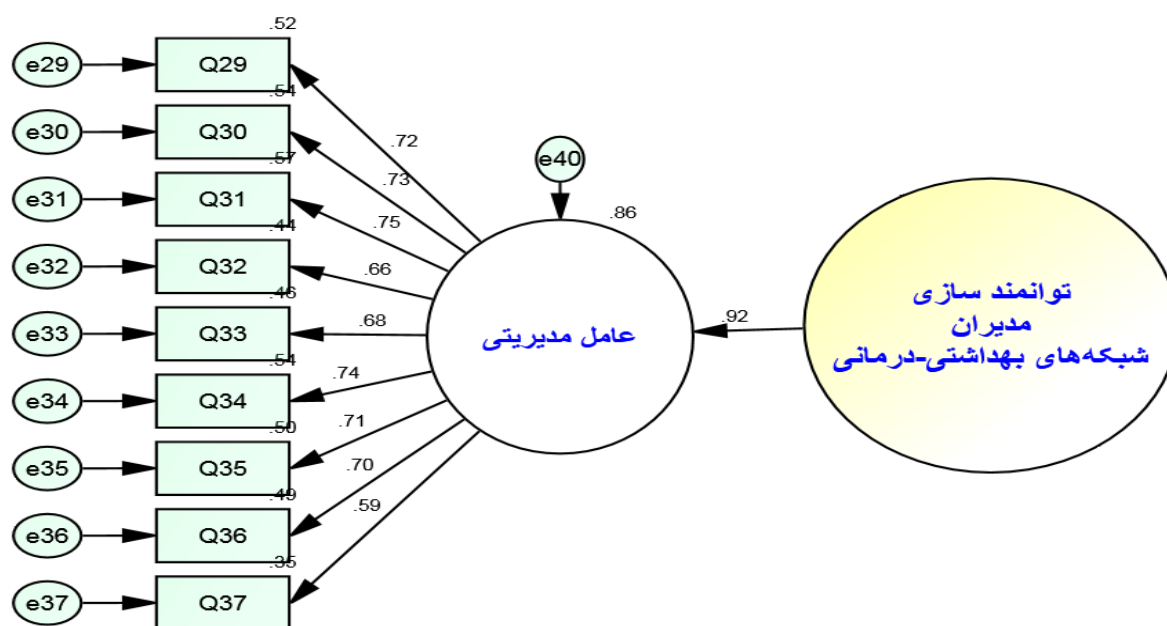 .52
e29 Q29
.54
e30 Q30
.57
e31 Q31
.44
e32 Q32
.46
e33 Q33
.54
e34 Q34
.50
e35 Q35
.49
e36 Q36
.35
e37 Q37
.72
.73
.75
.66
.68
.74
.71
.70
.59
e40
.86
عامل مدیریتی
.92
توانمند سازی
مدیران
شبکه‌های بهداشتی-درمانی